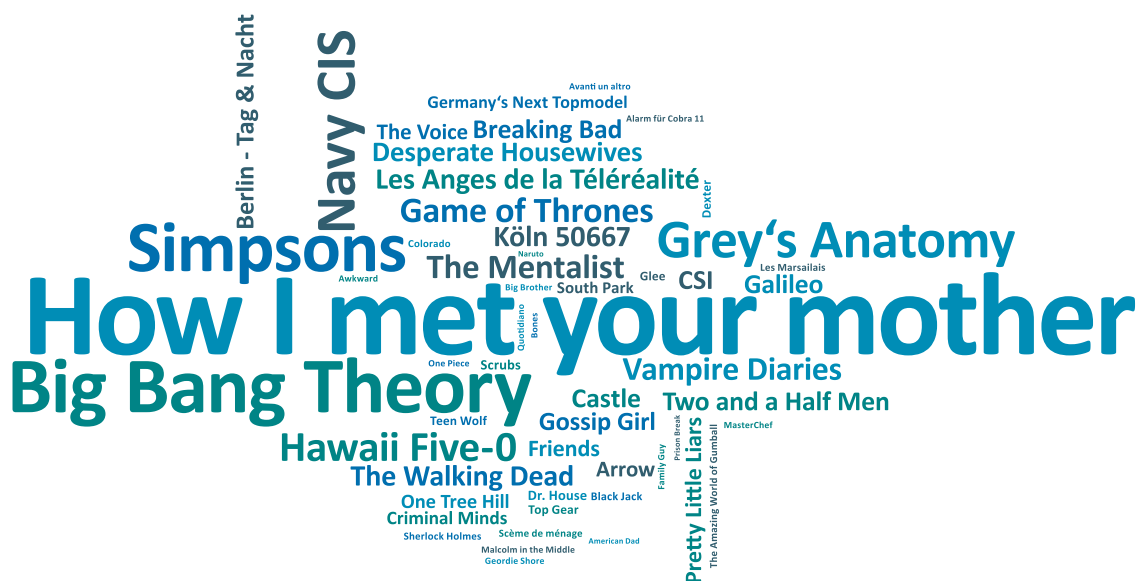 Berlin - Tag & Nacht
Navy CIS
Avanti un altro
Germany‘s Next Topmodel
Alarm für Cobra 11
The Voice
Breaking Bad
Desperate Housewives
Les Anges de la Téléréalité
Dexter
Game of Thrones
Simpsons
Colorado
Köln 50667
Grey‘s Anatomy
Naruto
The Mentalist
Awkward
Big Brother
South Park
Glee
CSI
Les Marsailais
Galileo
How I met your mother
Quotidiano
Bones
Big Bang Theory
One Piece
Scrubs
Vampire Diaries
Castle
Two and a Half Men
Teen Wolf
Gossip Girl
Prison Break
Pretty Little Liars
The Amazing World of Gumball
MasterChef
Hawaii Five-0
Friends
Family Guy
The Walking Dead
Arrow
One Tree Hill
Dr. House
Black Jack
Criminal Minds
Top Gear
Sherlock Holmes
Scème de ménage
American Dad
Malcolm in the Middle
Geordie Shore